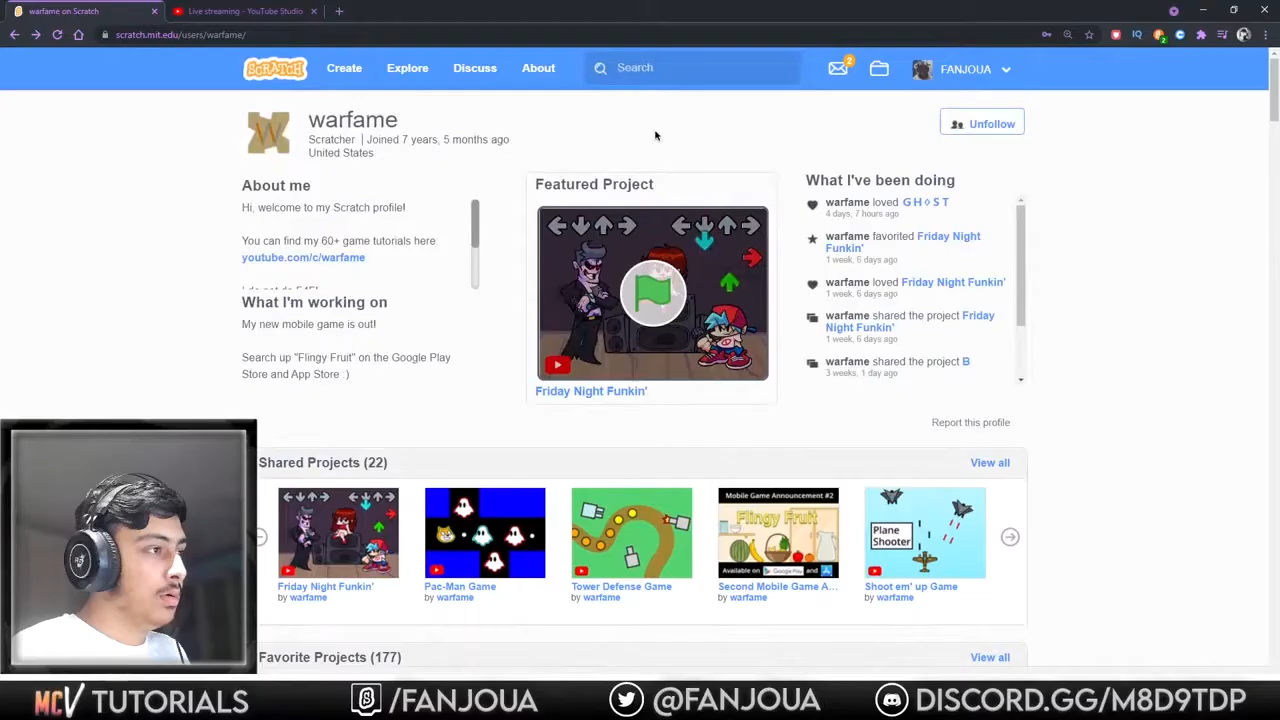 warfame on Scratch
Live streaming - YouTube Studio
scratch.mit.edu/users/warfame/
SCRATCH
Create
Explore
Discuss
About
Search
2
FANJOUA
warfame
Scratcher | Joined 7 years, 5 months ago
United States
Unfollow
About me
Hi, welcome to my Scratch profile!
You can find my 60+ game tutorials here:
youtube.com/c/warfame
What I'm working on
My new mobile game is out!
Search up "Flingy Fruit" on the Google Play
Store and App Store :)
Featured Project
Friday Night Funkin'
What I've been doing
warfame loved G H ◊ S T
4 days, 7 hours ago
warfame favorited Friday Night
Funkin'
1 week, 6 days ago
warfame loved Friday Night Funkin'
1 week, 6 days ago
warfame shared the project Friday
Night Funkin'
1 week, 6 days ago
warfame shared the project B
3 weeks, 1 day ago
Report this profile
Shared Projects (22)
View all
Mobile Game Announcement #2
Flingy Fruit
Available on Google Play
Plane
Shooter
Friday Night Funkin'
by warfame
Pac-Man Game
by warfame
Tower Defense Game
by warfame
Second Mobile Game A...
by warfame
Shoot em' up Game
by warfame
Favorite Projects (177)
View all
MCV TUTORIALS
/FANJOUA
@FANJOUA
DISCORD.GG/M8D9TDP